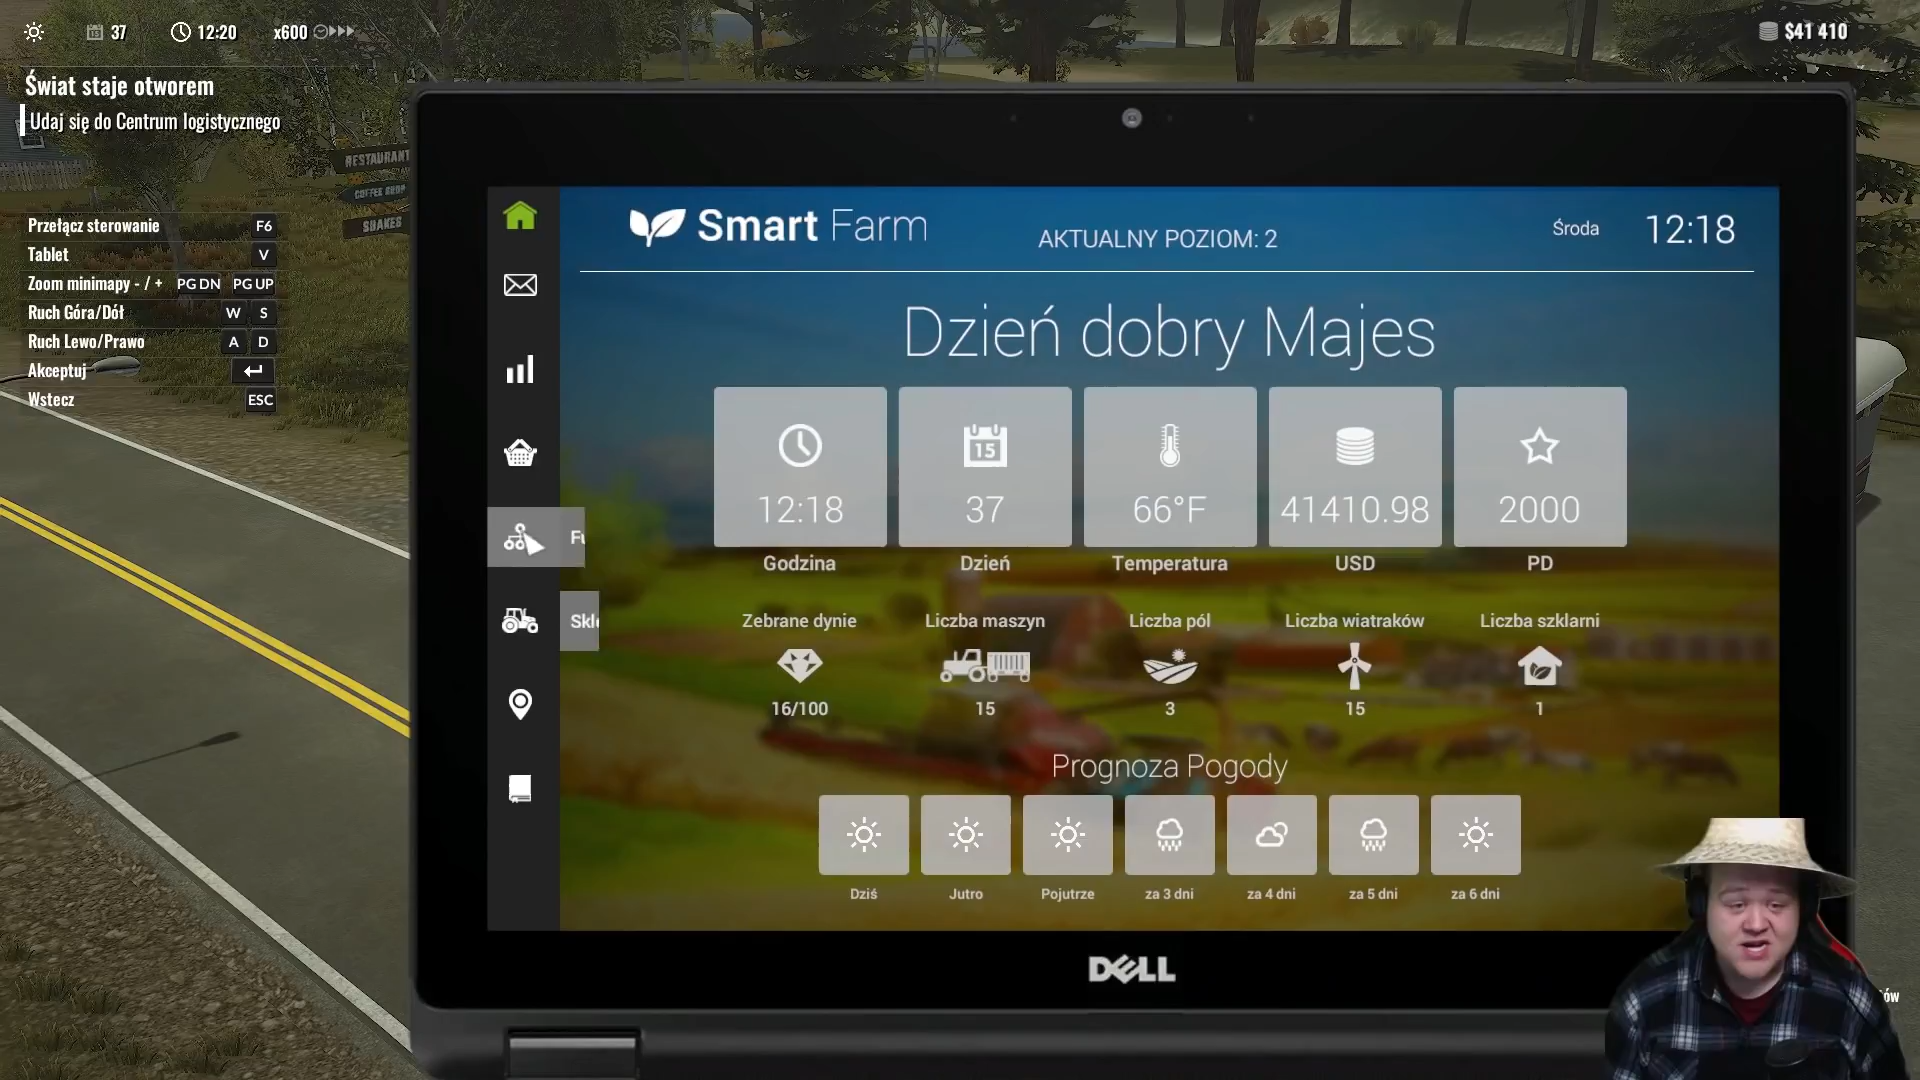 37
12:20
x600
$41 410
Świat staje otworem
Udaj się do Centrum logistycznego
RESTAURANT
COFFEE SHOP
SHAKES
Przełącz sterowanie F6
Tablet V
Zoom minimapy - / + PG DN PG UP
Ruch Góra/Dół W S
Ruch Lewo/Prawo A D
Akceptuj
Wstecz ESC
Smart Farm
AKTUALNY POZIOM: 2
Środa 12:18
Dzień dobry Majes
15
12:18 37 66°F 41410.98 2000
Godzina Dzień Temperatura USD PD
Zebrane dynie Liczba maszyn Liczba pól Liczba wiatraków Liczba szklarni
16/100 15 3 15 1
Prognoza Pogody
Dziś Jutro Pojutrze za 3 dni za 4 dni za 5 dni za 6 dni
DELL